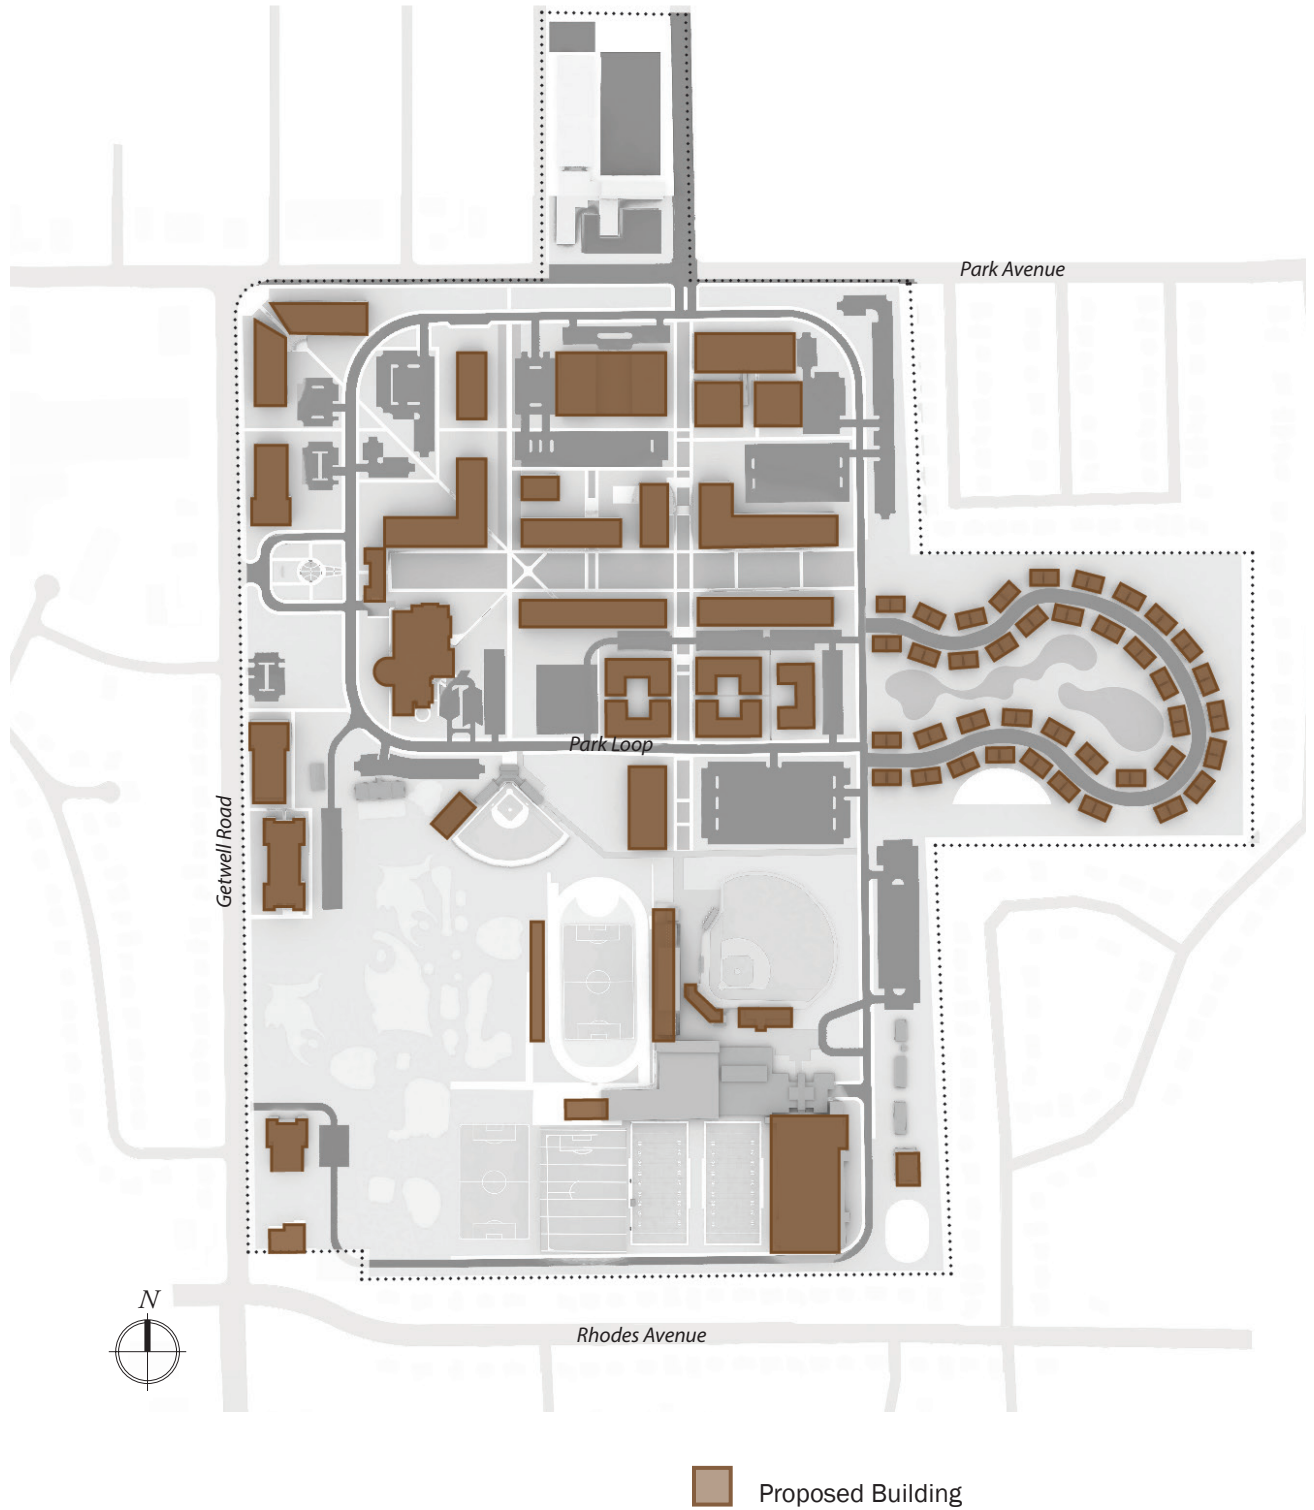 Park Avenue
Park Loop
Getwell Road
N
Rhodes Avenue
Proposed Building